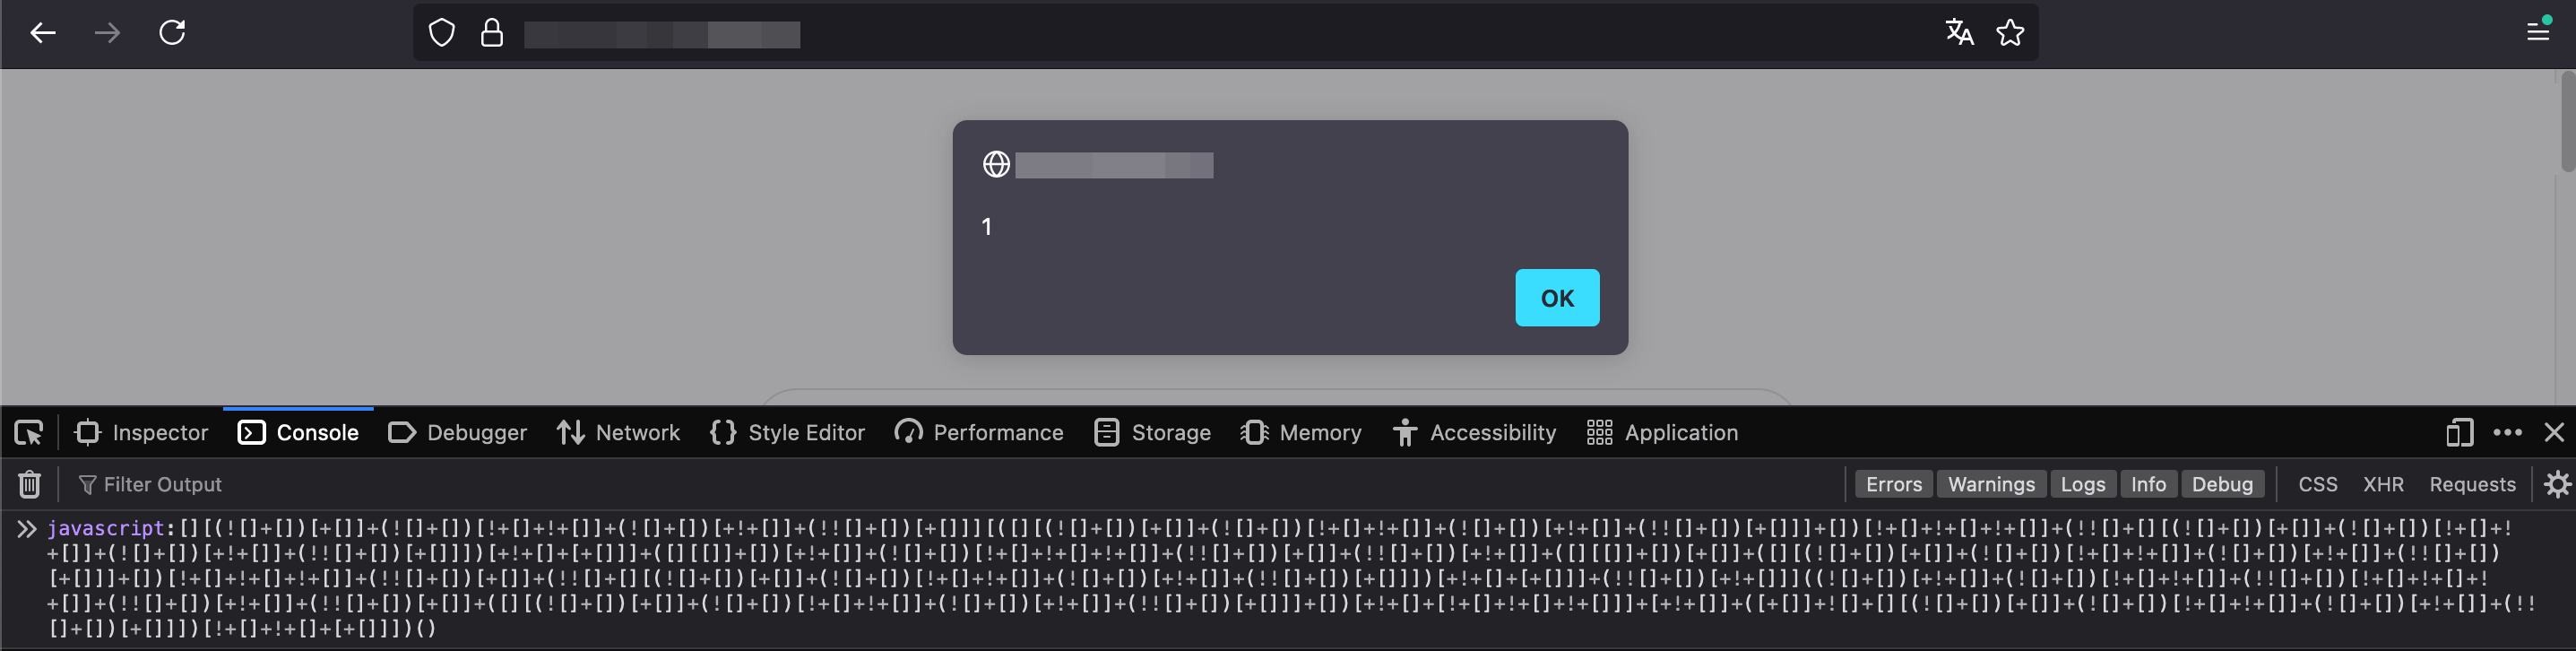 1
OK
Inspector Console Debugger Network Style Editor Performance Storage Memory Accessibility Application
Filter Output Errors Warnings Logs Info Debug CSS XHR Requests
javascript:[][(![]+[])[+[]]+(![]+[])[!+[]+!+[]]+(![]+[])[+!+[]]+(!![]+[])[+[]]][([][(![]+[])[+[]]+(![]+[])[!+[]+!+[]]+(![]+[])[+!+[]]+(!![]+[])[+[]]]+[])[!+[]+!+[]+!+[]]+(!![]+[][(![]+[])[+[]]+(![]+[])[!+[]+!
+[]]+(![]+[])[+!+[]]+(!![]+[])[+[]]])[+!+[]+[+[]]]+([][[]]+[])[+!+[]]+(![]+[])[!+[]+!+[]+!+[]]+(!![]+[])[+[]]+(!![]+[])[+!+[]]+([][[]]+[])[+[]]+([][(![]+[])[+[]]+(![]+[])[!+[]+!+[]]+(![]+[])[+!+[]]+(!![]+[])
[+[]]]+[])[!+[]+!+[]+!+[]]+(!![]+[])[+[]]+(!![]+[][(![]+[])[+[]]+(![]+[])[!+[]+!+[]]+(![]+[])[+!+[]]+(!![]+[])[+[]]])[+!+[]+[+[]]]+(!![]+[])[+!+[]]]((![]+[])[+!+[]]+(![]+[])[!+[]+!+[]]+(!![]+[])[!+[]+!+[]+!
+[]]+(!![]+[])[+!+[]]+(!![]+[])[+[]]+([][(![]+[])[+[]]+(![]+[])[!+[]+!+[]]+(![]+[])[+!+[]]+(!![]+[])[+[]]]+[])[+!+[]+[!+[]+!+[]+!+[]]]+[+!+[]]+([+[]]+![]+[][(![]+[])[+[]]+(![]+[])[!+[]+!+[]]+(![]+[])[+!+[]]+(!!
[]+[])[+[]]])[!+[]+!+[]+[+[]]])()